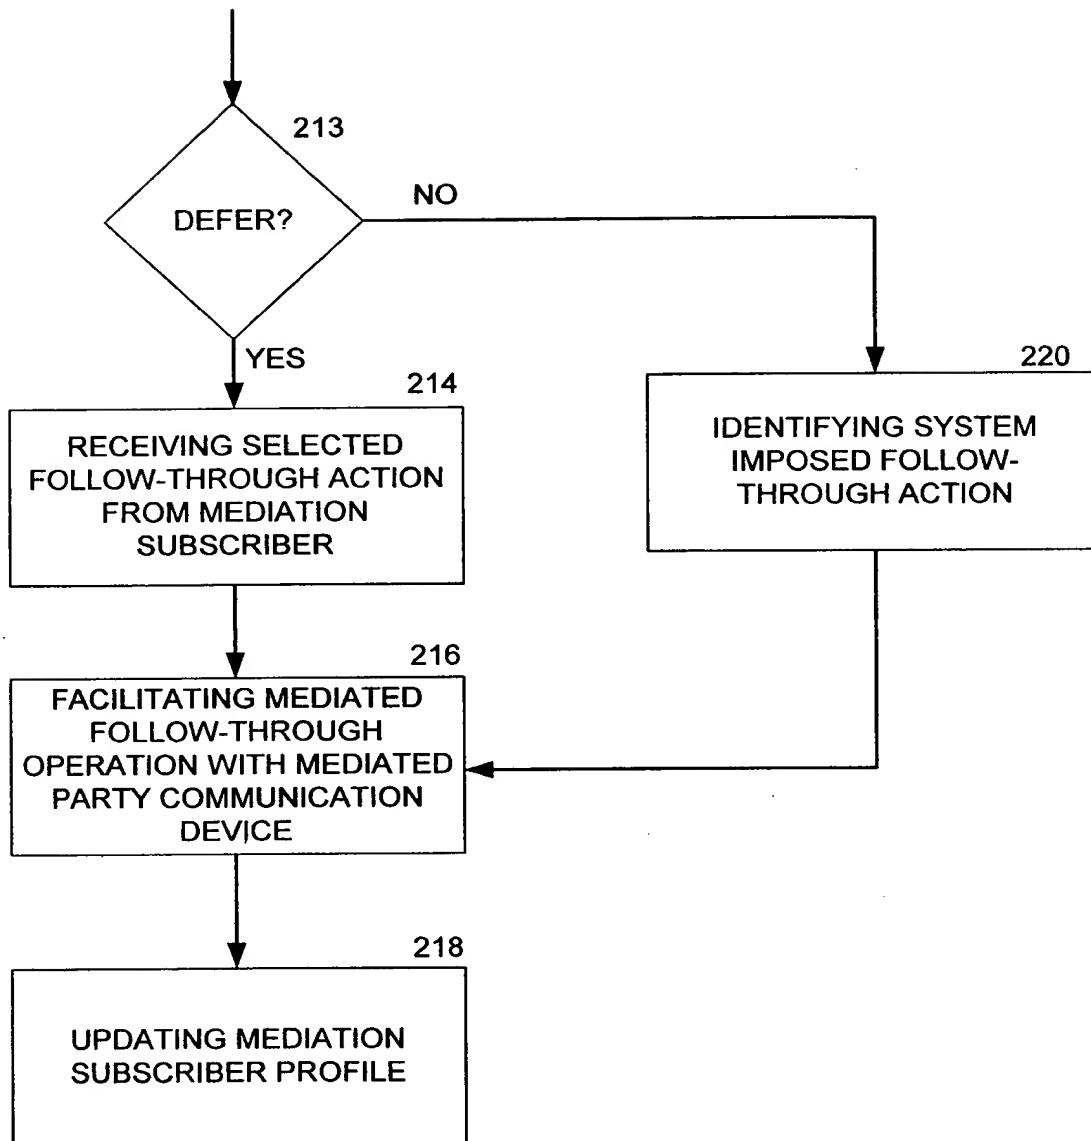 213
DEFER?
NO
YES
214
RECEIVING SELECTED
FOLLOW-THROUGH ACTION
FROM MEDIATION
SUBSCRIBER
220
IDENTIFYING SYSTEM
IMPOSED FOLLOW-
THROUGH ACTION
216
FACILITATING MEDIATED
FOLLOW-THROUGH
OPERATION WITH MEDIATED
PARTY COMMUNICATION
DEVICE
218
UPDATING MEDIATION
SUBSCRIBER PROFILE